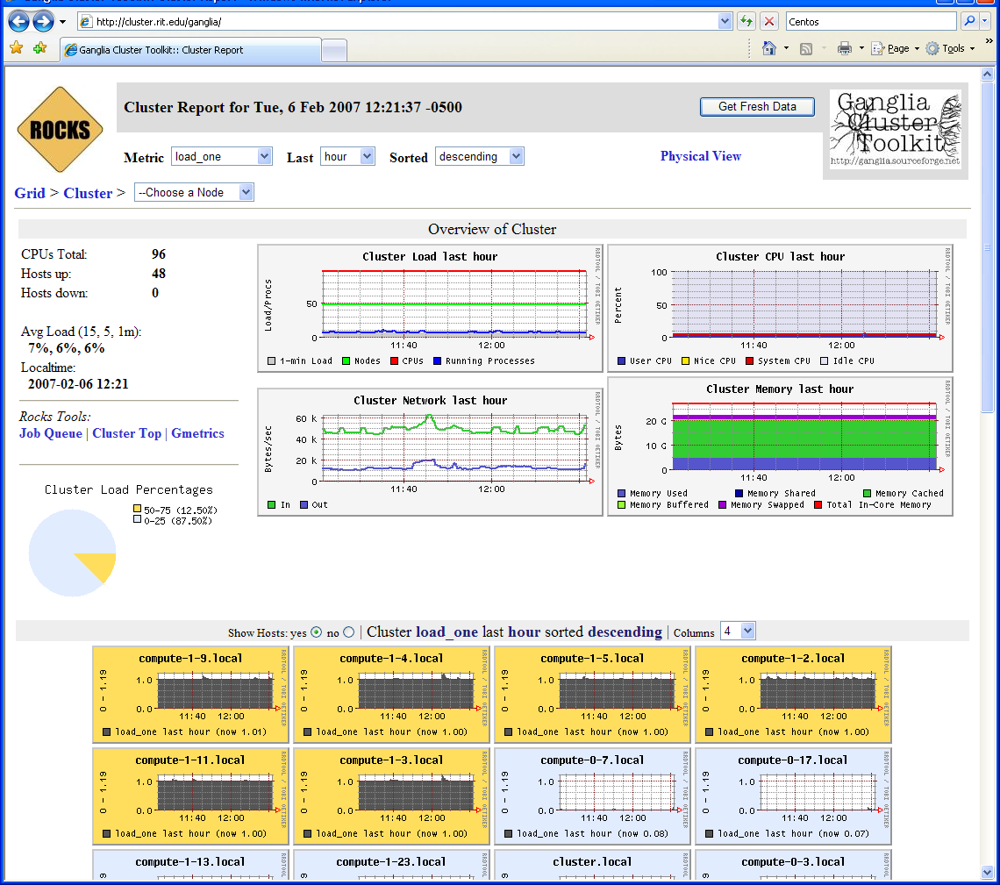 http://cluster.rit.edu/ganglia/
Centos
Ganglia Cluster Toolkit:: Cluster Report
Page
Tools
ROCKS
Cluster Report for Tue, 6 Feb 2007 12:21:37 -0500
Get Fresh Data
Ganglia
Cluster
Toolkit
http://ganglia.sourceforge.net
Metric load_one Last hour Sorted descending
Physical View
Grid > Cluster > --Choose a Node
Overview of Cluster
CPUs Total: 96
Hosts up: 48
Hosts down: 0
Avg Load (15, 5, 1m):
7%, 6%, 6%
Localtime:
2007-02-06 12:21
Rocks Tools:
Job Queue | Cluster Top | Gmetrics
Cluster Load Percentages
50-75 (12.50%)
0-25 (87.50%)
Cluster Load last hour
Load/Procs
50
0
11:40 12:00
1-min Load Nodes CPUs Running Processes
RRDTOOL / TOBI OETIKER
Cluster CPU last hour
Percent
100
50
0
11:40 12:00
User CPU Nice CPU System CPU Idle CPU
RRDTOOL / TOBI OETIKER
Cluster Network last hour
Bytes/sec
60 k
40 k
20 k
0
11:40 12:00
In Out
RRDTOOL / TOBI OETIKER
Cluster Memory last hour
Bytes
20 G
10 G
0
11:40 12:00
Memory Used Memory Shared Memory Cached
Memory Buffered Memory Swapped Total In-Core Memory
RRDTOOL / TOBI OETIKER
Show Hosts: yes no | Cluster load_one last hour sorted descending | Columns 4
compute-1-9.local
0 - 1.19
1.0
0.0
11:40 12:00
load_one last hour (now 1.01)
RRDTOOL / TOBI OETIKER
compute-1-4.local
0 - 1.19
1.0
0.0
11:40 12:00
load_one last hour (now 1.00)
RRDTOOL / TOBI OETIKER
compute-1-5.local
0 - 1.19
1.0
0.0
11:40 12:00
load_one last hour (now 1.00)
RRDTOOL / TOBI OETIKER
compute-1-2.local
0 - 1.19
1.0
0.0
11:40 12:00
load_one last hour (now 1.00)
RRDTOOL / TOBI OETIKER
compute-1-11.local
0 - 1.19
1.0
0.0
11:40 12:00
load_one last hour (now 1.00)
RRDTOOL / TOBI OETIKER
compute-1-3.local
0 - 1.19
1.0
0.0
11:40 12:00
load_one last hour (now 1.00)
RRDTOOL / TOBI OETIKER
compute-0-7.local
0 - 1.19
1.0
0.0
11:40 12:00
load_one last hour (now 0.08)
RRDTOOL / TOBI OETIKER
compute-0-17.local
0 - 1.19
1.0
0.0
11:40 12:00
load_one last hour (now 0.07)
RRDTOOL / TOBI OETIKER
compute-1-13.local
compute-1-23.local
cluster.local
compute-0-3.local